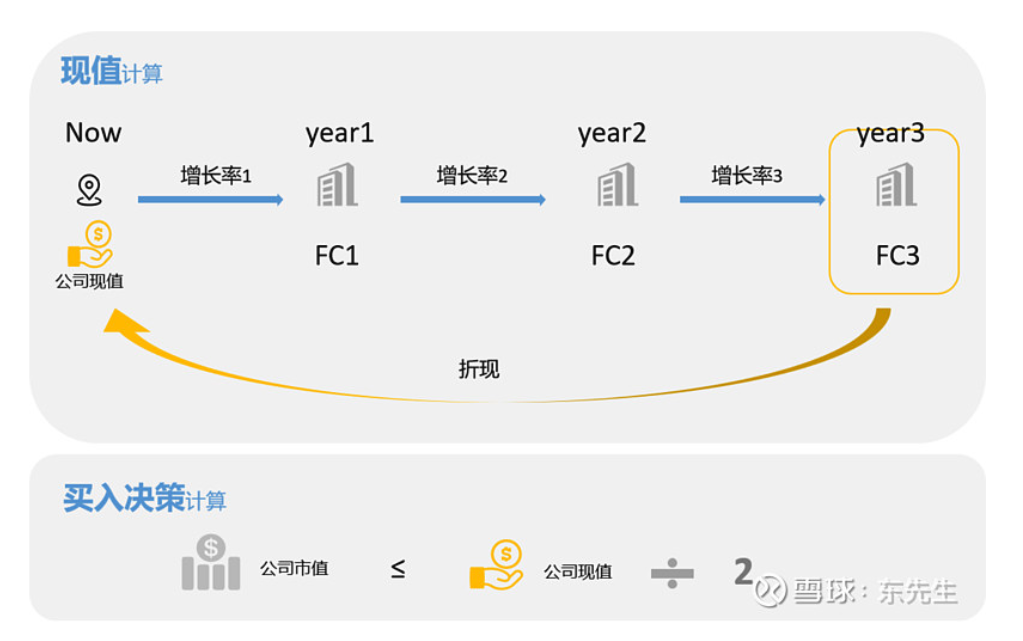 现值计算
Now year1 year2 year3
增长率1 增长率2 增长率3
$
公司现值 FC1 FC2 FC3
折现
买入决策计算
$ $
公司市值 ≤ 公司现值 ÷ 2
雪球：东先生